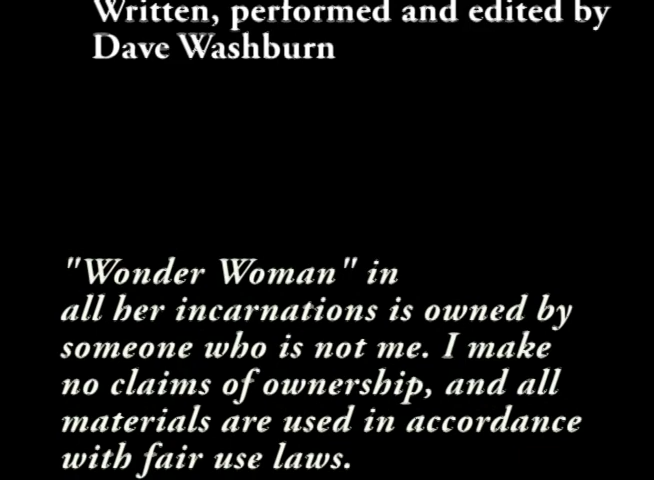 Written, performed and edited by
Dave Washburn
"Wonder Woman" in
all her incarnations is owned by
someone who is not me. I make
no claims of ownership, and all
materials are used in accordance
with fair use laws.